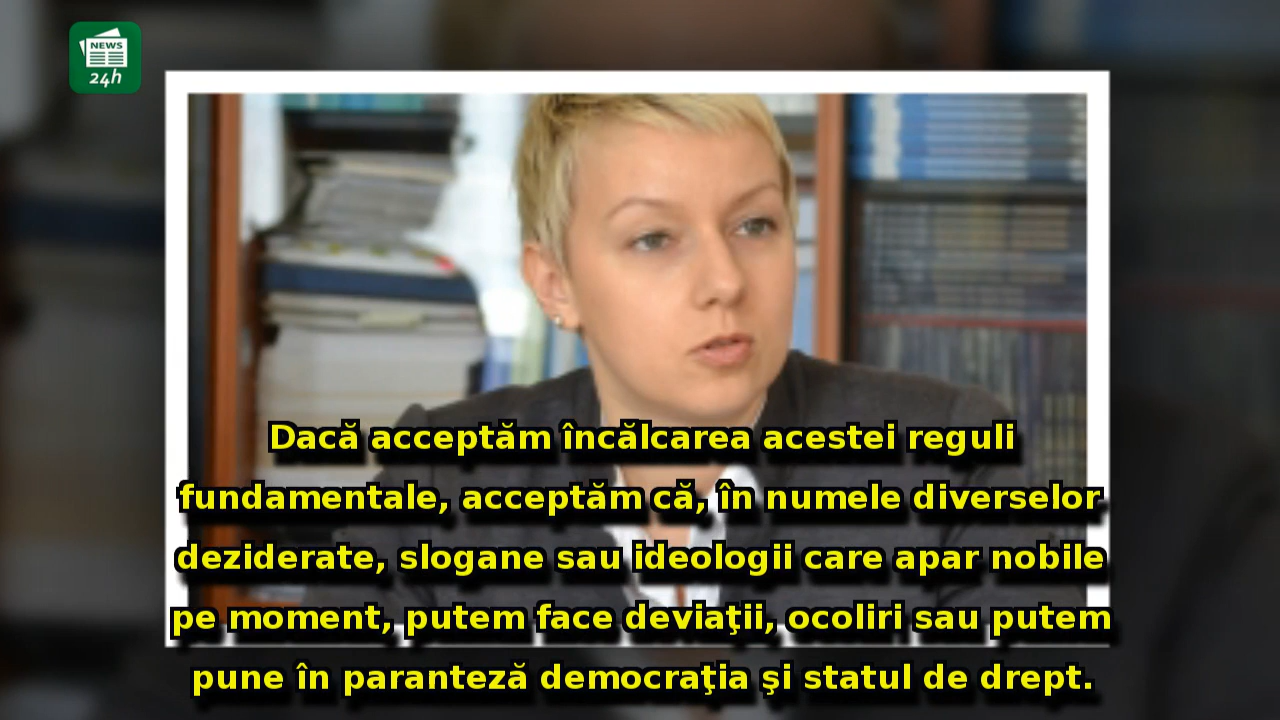 NEWS
24h
Dacă acceptăm încălcarea acestei reguli
fundamentale, acceptăm că, în numele diverselor
deziderate, slogane sau ideologii care apar nobile
pe moment, putem face deviaţii, ocoliri sau putem
pune în paranteză democraţia şi statul de drept.